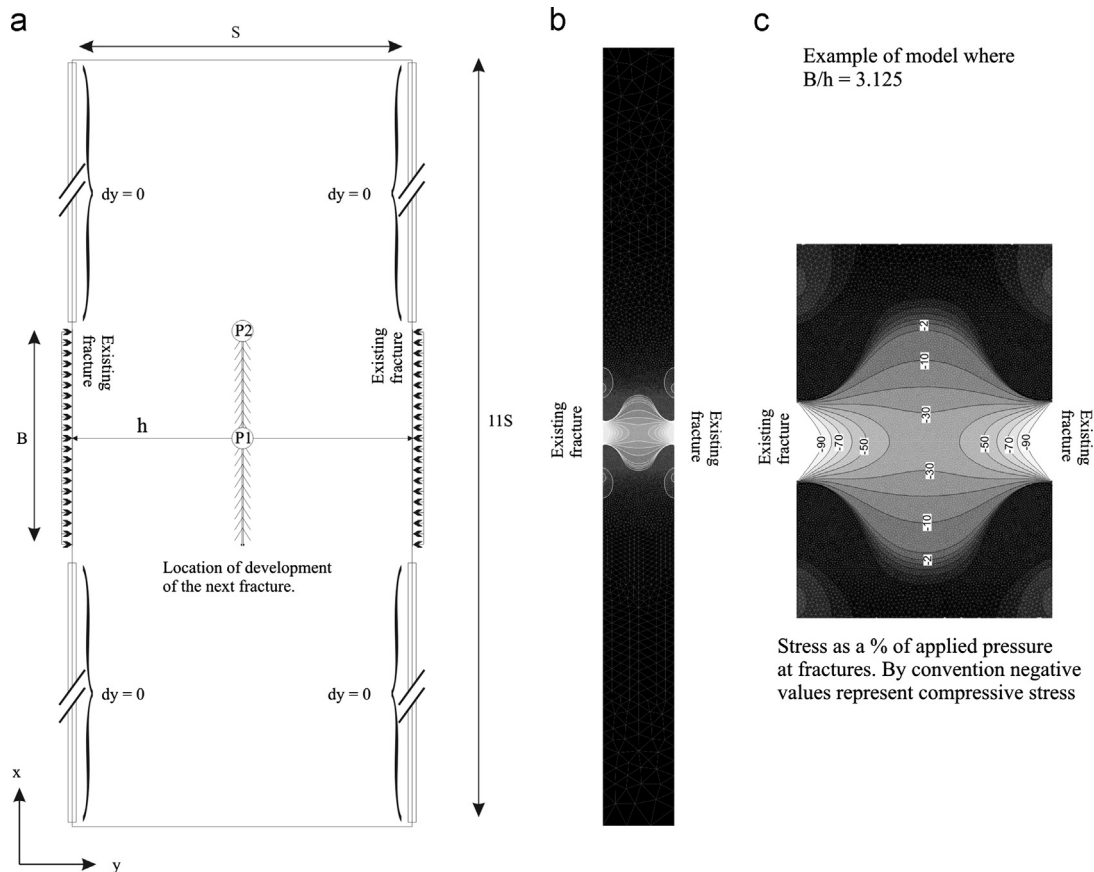 a
S
dy = 0
dy = 0
Existing
fracture
Existing
fracture
P2
B
h
P1
11S
Location of development
of the next fracture.
dy = 0
dy = 0
x
y
b
Existing
fracture
Existing
fracture
c
Example of model where
B/h = 3.125
Existing
fracture
Existing
fracture
-2
-10
-30
-90
-70
-50
-50
-70
-90
-30
-10
-2
Stress as a % of applied pressure
at fractures. By convention negative
values represent compressive stress